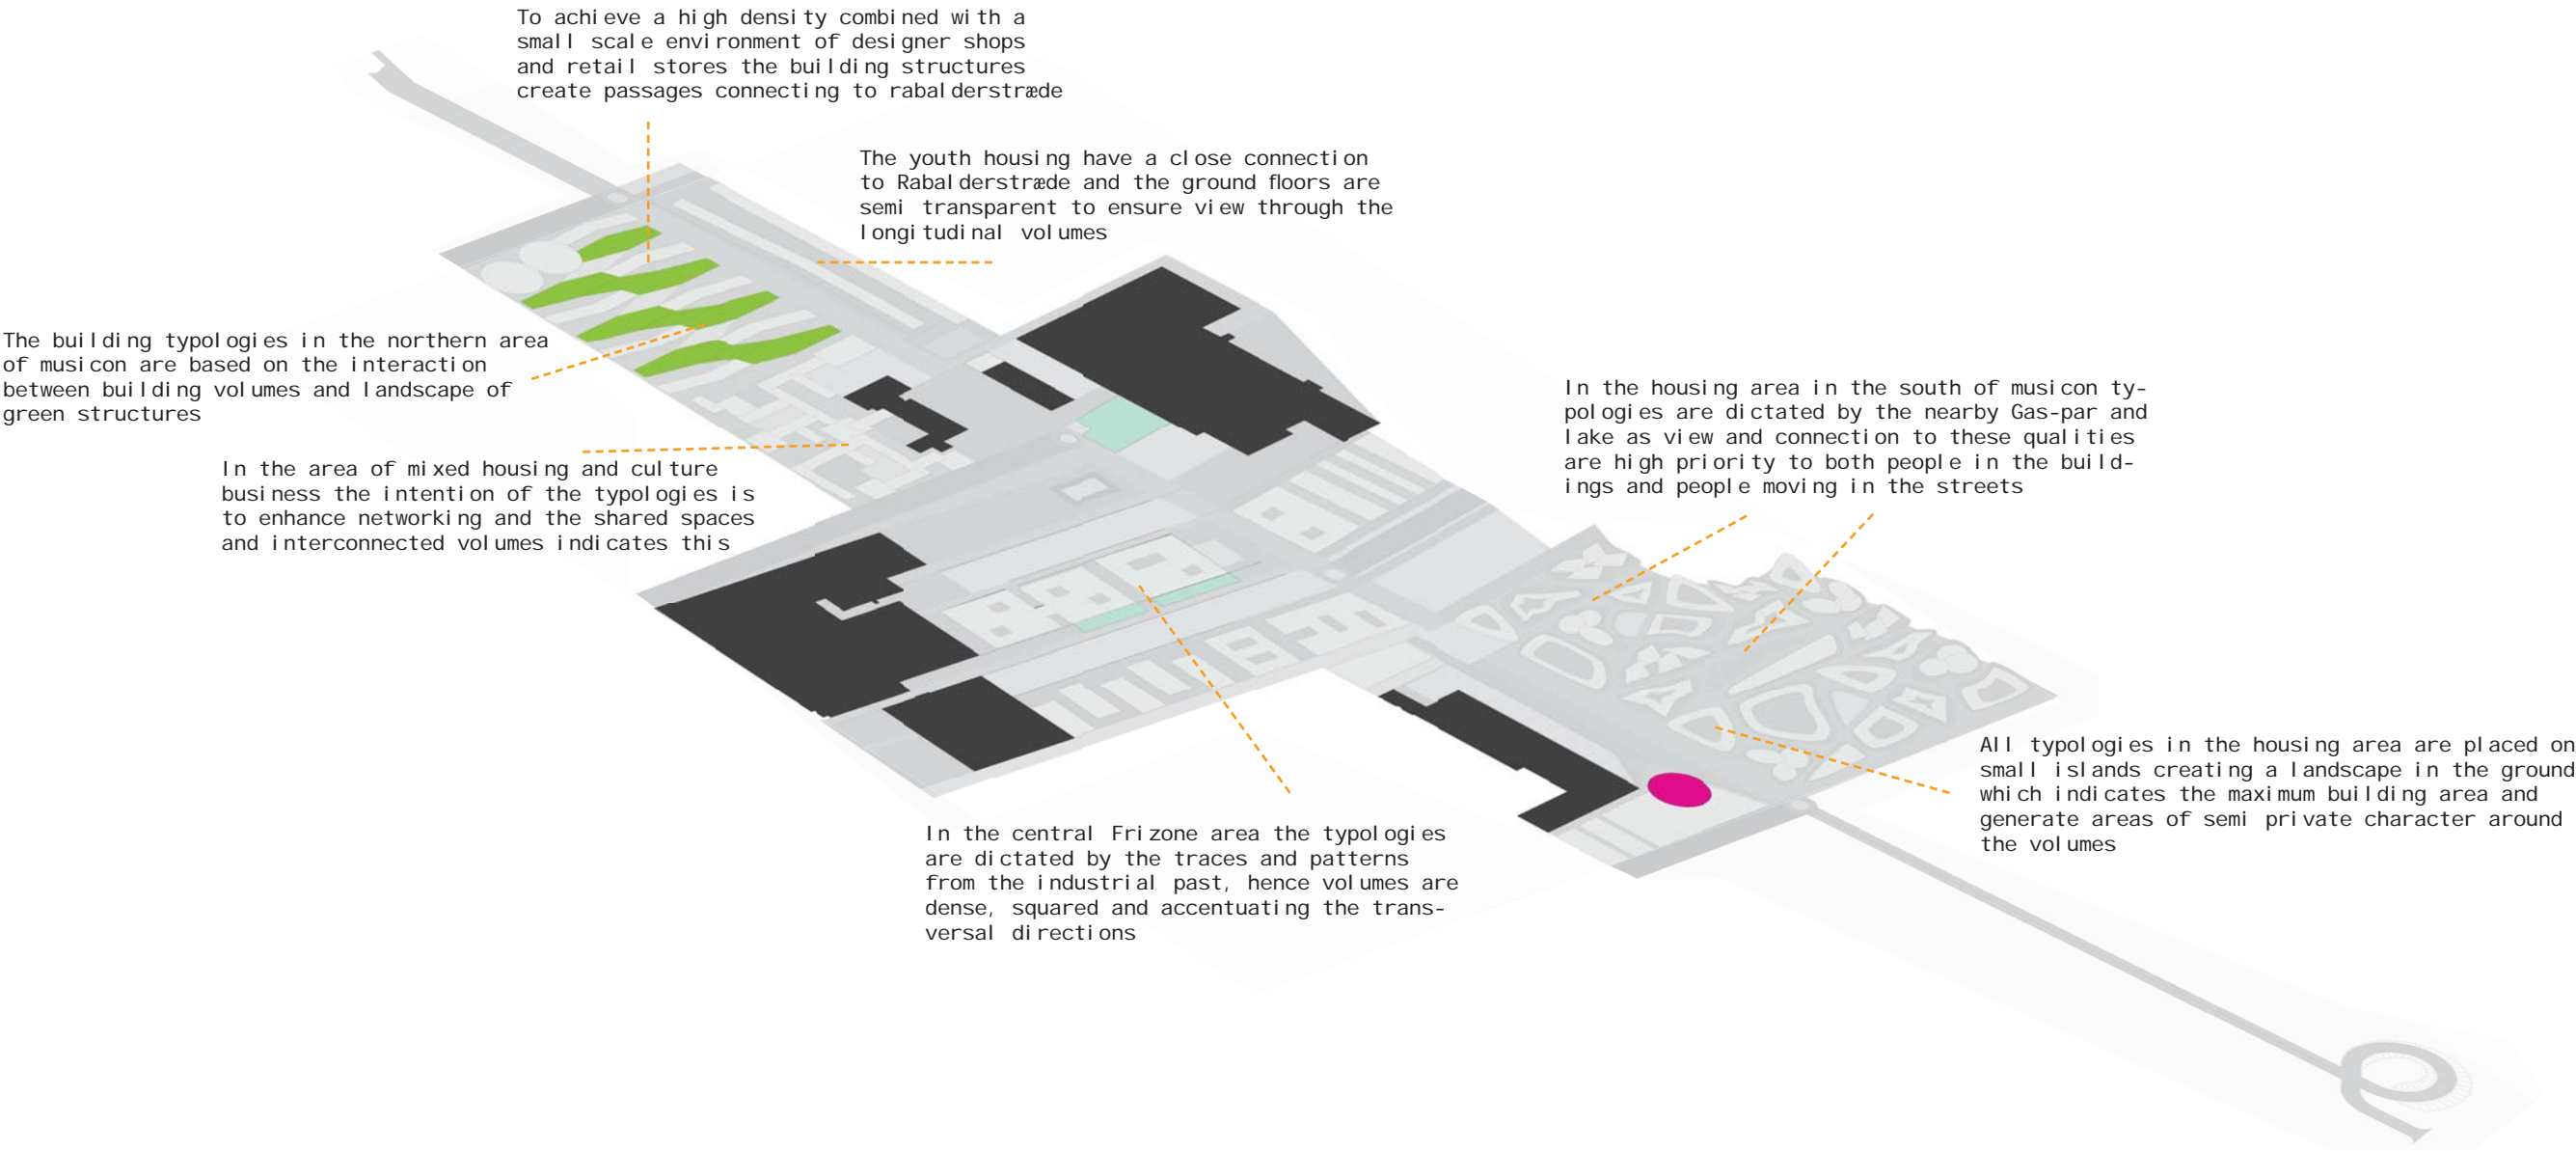 To achieve a high density combined with a
small scale environment of designer shops
and retail stores the building structures
create passages connecting to rabalderstræde
The youth housing have a close connection
to Rabalderstræde and the ground floors are
semi transparent to ensure view through the
longitudinal volumes
The building typologies in the northern area
of musicon are based on the interaction
between building volumes and landscape of
green structures
In the area of mixed housing and culture
business the intention of the typologies is
to enhance networking and the shared spaces
and interconnected volumes indicates this
In the housing area in the south of musicon ty-
pologies are dictated by the nearby Gas-par and
lake as view and connection to these qualities
are high priority to both people in the build-
ings and people moving in the streets
All typologies in the housing area are placed on
small islands creating a landscape in the ground
which indicates the maximum building area and
generate areas of semi private character around
the volumes
In the central Frizone area the typologies
are dictated by the traces and patterns
from the industrial past, hence volumes are
dense, squared and accentuating the trans-
versal directions